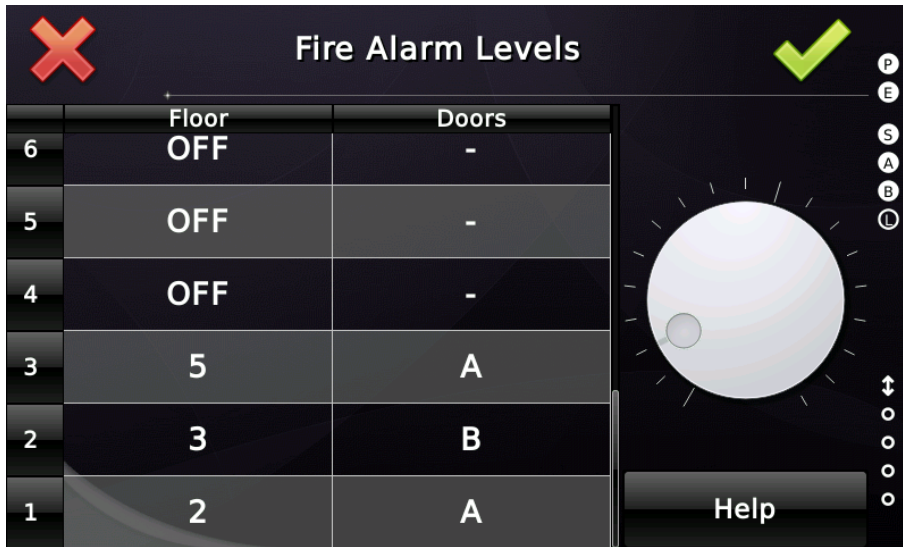 Fire Alarm Levels
P
E
Floor Doors
S
6 OFF -
A
B
5 OFF -
L
4 OFF -
3 5 A
2 3 B
1 2 A
Help